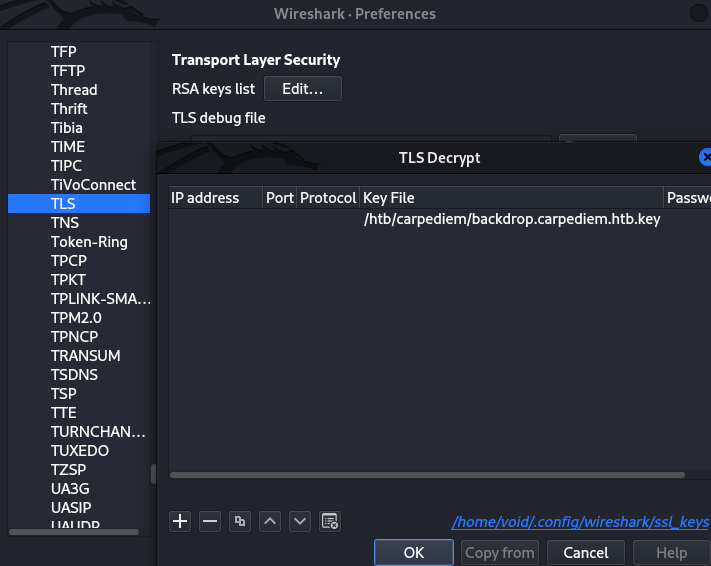 Wireshark · Preferences
TFP
TFTP
Thread
Thrift
Tibia
TIME
TIPC
TiVoConnect
TLS
TNS
Token-Ring
TPCP
TPKT
TPLINK-SMA...
TPM2.0
TPNCP
TRANSUM
TSDNS
TSP
TTE
TURNCHAN...
TUXEDO
TZSP
UA3G
UASIP
UAUDP
Transport Layer Security
RSA keys list Edit...
TLS debug file
TLS Decrypt
IP address Port Protocol Key File Passwo
/htb/carpediem/backdrop.carpediem.htb.key
/home/void/.config/wireshark/ssl_keys
OK Copy from Cancel Help